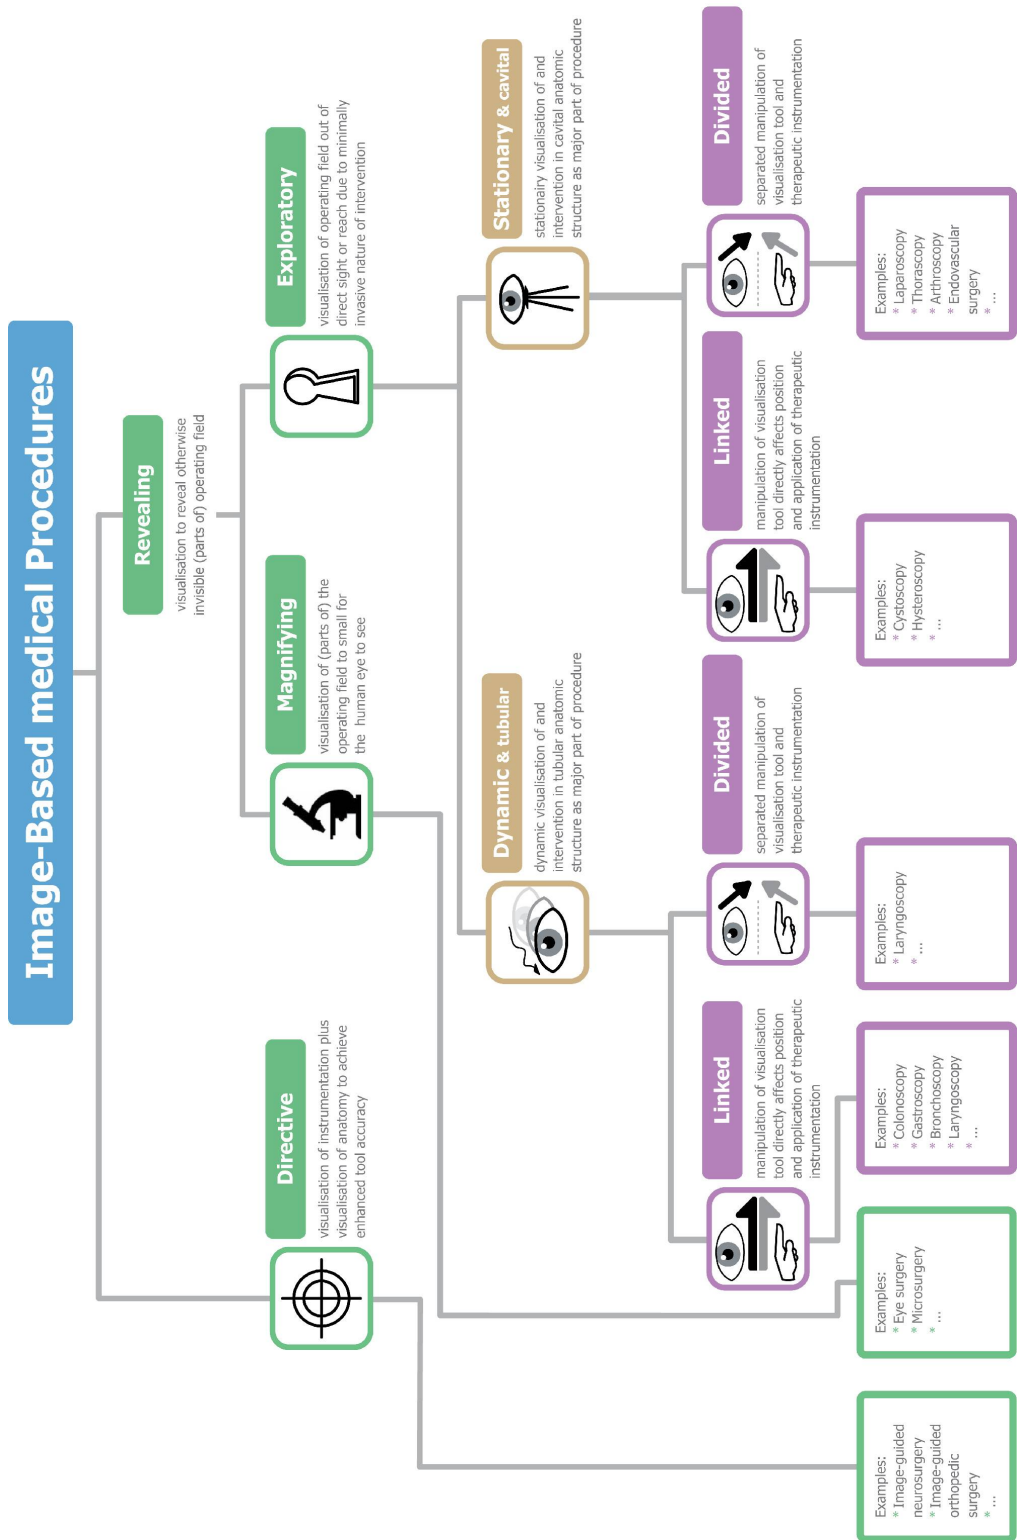 Image-Based medical Procedures
Revealing
visualisation to reveal otherwise
invisible (parts of) operating field
Directive
visualisation of instrumentation plus
visualisation of anatomy to achieve
enhanced tool accuracy
Magnifying
visualisation of (parts of) the
operating field to small for
the human eye to see
Exploratory
visualisation of operating field out of
direct sight or reach due to minimally
invasive nature of intervention
Dynamic & tubular
dynamic visualisation of and
intervention in tubular anatomic
structure as major part of procedure
Stationary & cavital
stationairy visualisation of and
intervention in cavital anatomic
structure as major part of procedure
Linked
manipulation of visualisation
tool directly affects position
and application of therapeutic
instrumentation
Divided
separated manipulation of
visualisation tool and
therapeutic instrumentation
Linked
manipulation of visualisation
tool directly affects position
and application of therapeutic
instrumentation
Divided
separated manipulation of
visualisation tool and
therapeutic instrumentation
Examples:
* Image-guided
neurosurgery
* Image-guided
orthopedic
surgery
* ...
Examples:
* Eye surgery
* Microsurgery
* ...
Examples:
* Colonoscopy
* Gastroscopy
* Bronchoscopy
* Laryngoscopy
* ...
Examples:
* Laryngoscopy
* ...
Examples:
* Cystoscopy
* Hysteroscopy
* ...
Examples:
* Laparoscopy
* Thorascopy
* Arthroscopy
* Endovascular
surgery
* ...